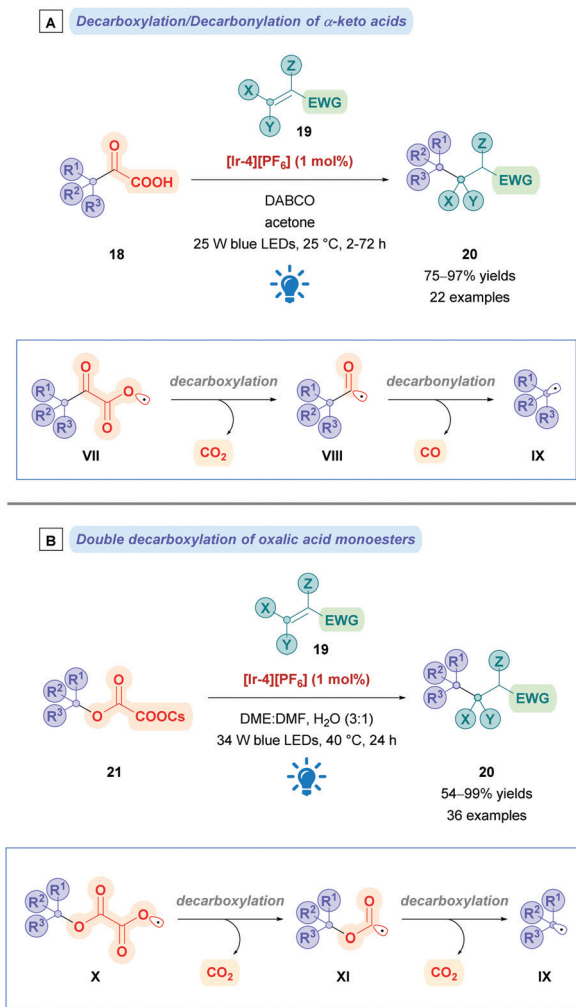 A Decarboxylation/Decarbonylation of α-keto acids
Z
X
EWG
Y
19
R1
O
R2
COOH
R3
18
[Ir-4][PF6] (1 mol%)
DABCO
acetone
25 W blue LEDs, 25 °C, 2-72 h
R1
Z
R2
R3
EWG
X Y
20
75–97% yields
22 examples
R1
O
O
R2
R3
O
VII
decarboxylation
CO2
O
R1
R2
R3
VIII
decarbonylation
CO
R1
R2
R3
IX
B Double decarboxylation of oxalic acid monoesters
Z
X
EWG
Y
19
R1
R2
O
R3
O
COOCs
21
[Ir-4][PF6] (1 mol%)
DME:DMF, H2O (3:1)
34 W blue LEDs, 40 °C, 24 h
R1
Z
R2
R3
EWG
X Y
20
54–99% yields
36 examples
R1
O
R2
O
R3
O
O
X
decarboxylation
CO2
R1
O
R2
R3
O
XI
decarboxylation
CO2
R1
R2
R3
IX